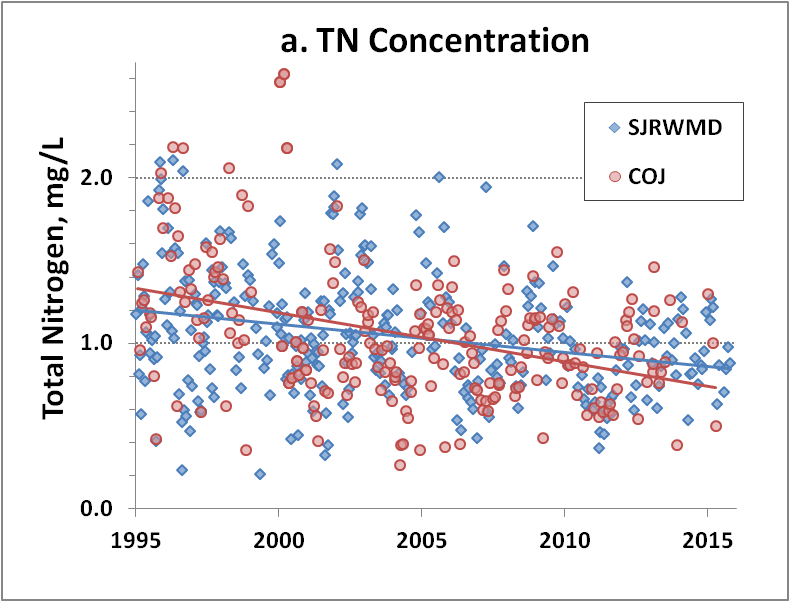 a. TN Concentration
Total Nitrogen, mg/L
2.0
1.0
0.0
1995
2000
2005
2010
2015
SJRWMD
COJ